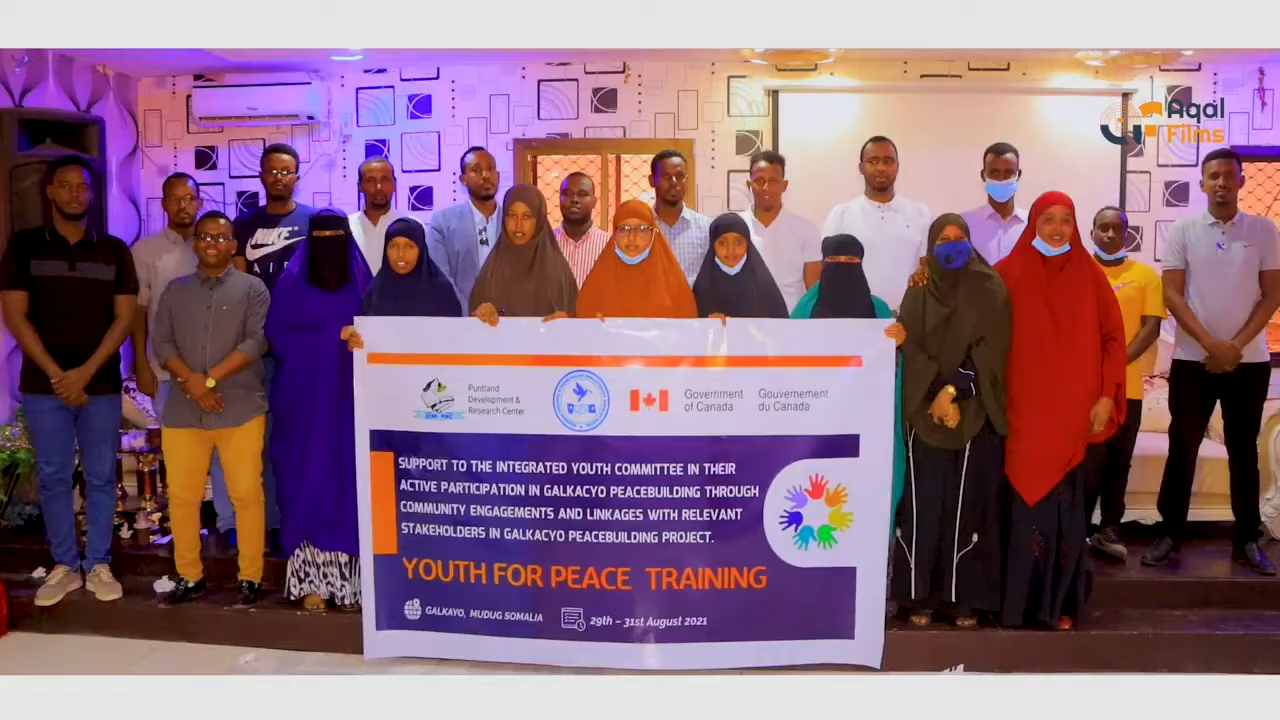 Aqal
Films
NIKE
AIR
Puntland
Development &
Research Center
Government
of Canada
Gouvernement
du Canada
SUPPORT TO THE INTEGRATED YOUTH COMMITTEE IN THEIR
ACTIVE PARTICIPATION IN GALKACYO PEACEBUILDING THROUGH
COMMUNITY ENGAGEMENTS AND LINKAGES WITH RELEVANT
STAKEHOLDERS IN GALKACYO PEACEBUILDING PROJECT.
YOUTH FOR PEACE TRAINING
GALKAYO, MUDUG SOMALIA
29th – 31st August 2021